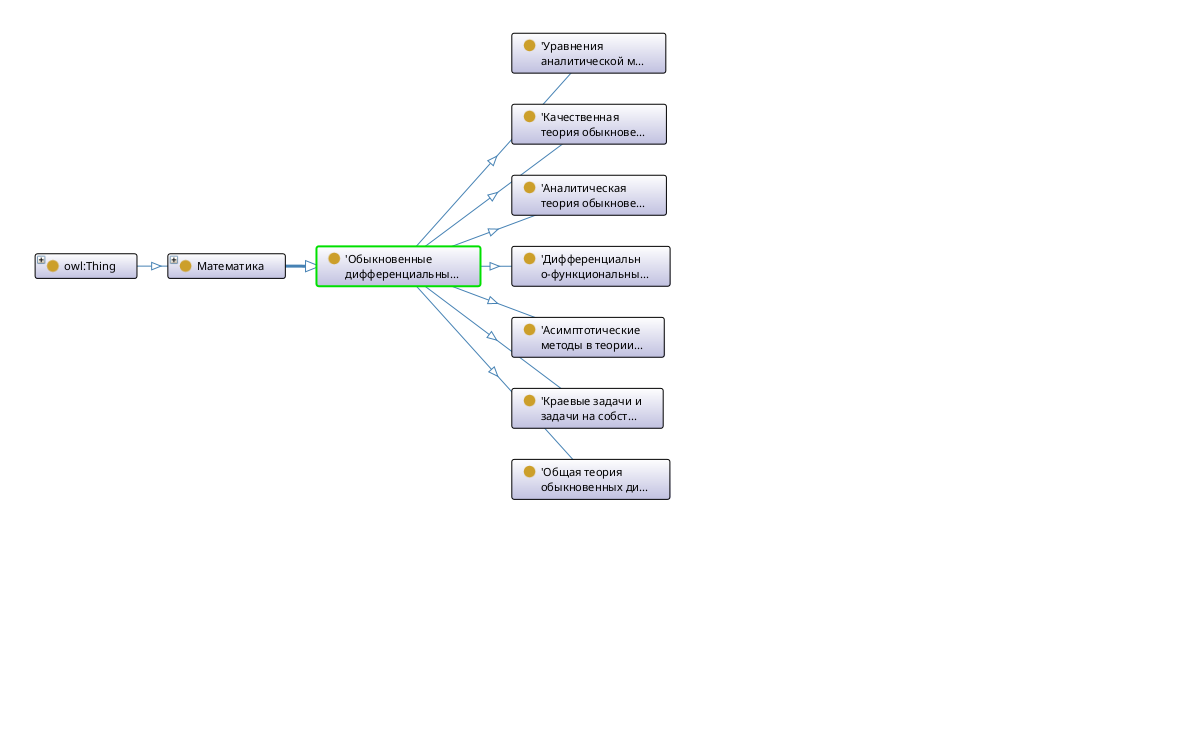 'Уравнения
аналитической м...
'Качественная
теория обыкнове...
'Аналитическая
теория обыкнове...
owl:Thing
Математика
'Обыкновенные
дифференциальны...
'Дифференциальн
о-функциональны...
'Асимптотические
методы в теории...
'Краевые задачи и
задачи на собст...
'Общая теория
обыкновенных ди...